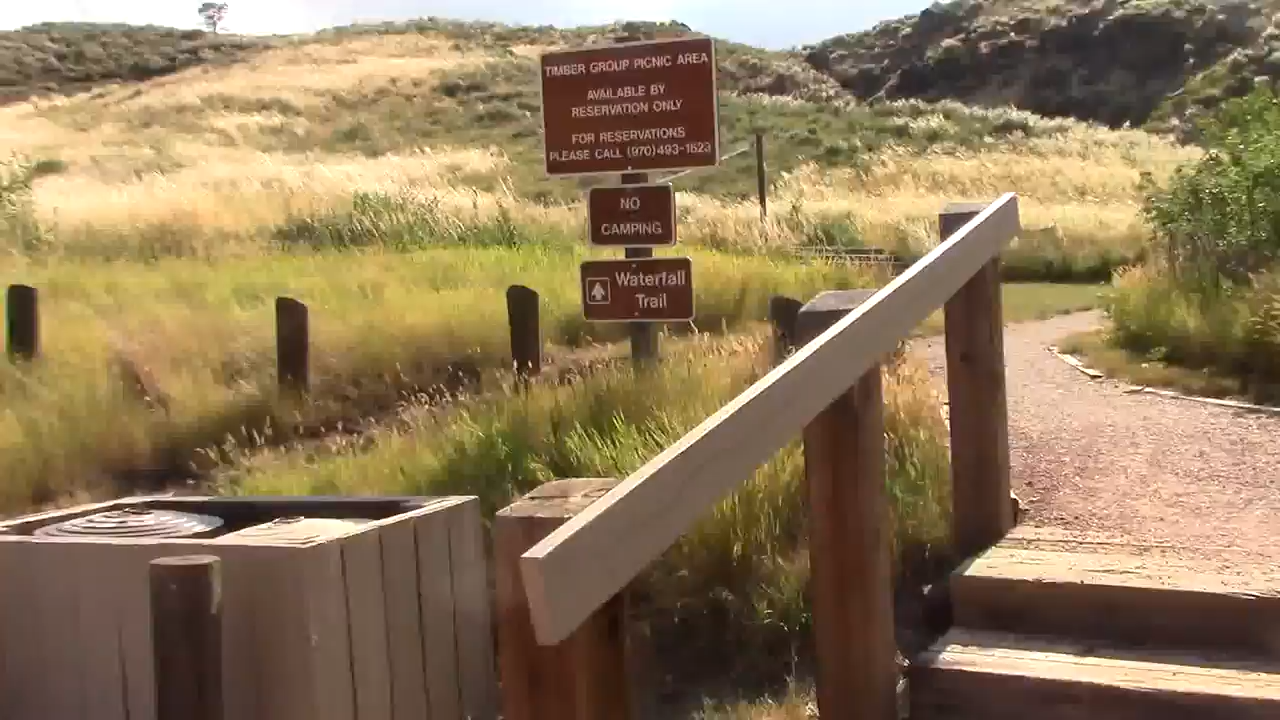 TIMBER GROUP PICNIC AREA
AVAILABLE BY
RESERVATION ONLY
FOR RESERVATIONS
PLEASE CALL (970)493-1623
NO
CAMPING
Waterfall
Trail